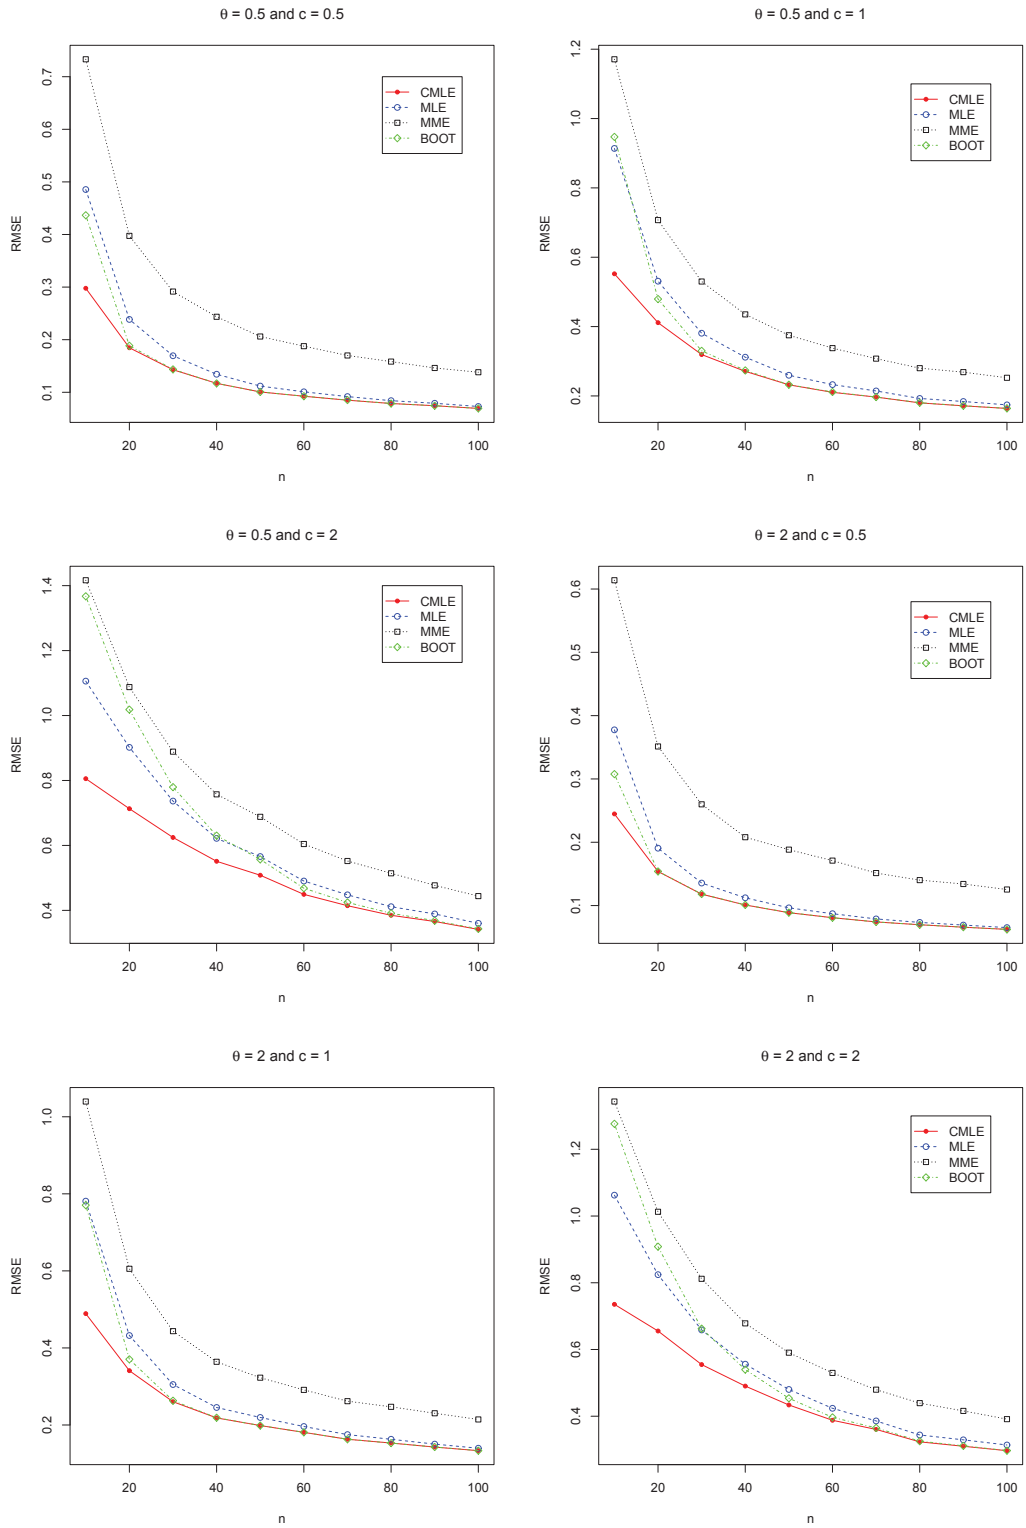 θ = 0.5 and c = 0.5
RMSE
0.7
0.6
0.5
0.4
0.3
0.2
0.1
CMLE
MLE
MME
BOOT
20 40 60 80 100
n
θ = 0.5 and c = 1
RMSE
1.2
1.0
0.8
0.6
0.4
0.2
CMLE
MLE
MME
BOOT
20 40 60 80 100
n
θ = 0.5 and c = 2
RMSE
1.4
1.2
1.0
0.8
0.6
0.4
CMLE
MLE
MME
BOOT
20 40 60 80 100
n
θ = 2 and c = 0.5
RMSE
0.6
0.5
0.4
0.3
0.2
0.1
CMLE
MLE
MME
BOOT
20 40 60 80 100
n
θ = 2 and c = 1
RMSE
1.0
0.8
0.6
0.4
0.2
20 40 60 80 100
n
θ = 2 and c = 2
RMSE
1.2
1.0
0.8
0.6
0.4
CMLE
MLE
MME
BOOT
20 40 60 80 100
n